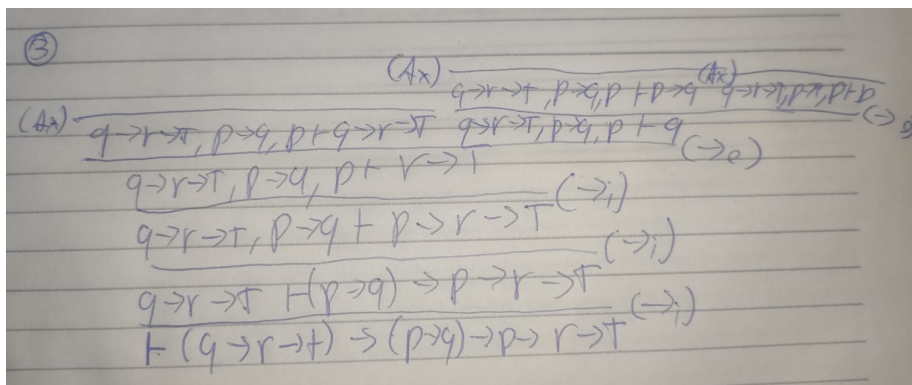 ③
(Ax)
q→r→t, p→q, p ⊢ p→q (Ax) q→r→t, p→q, p ⊢ p
(Ax) q→r→t, p→q, p ⊢ q→r→t q→r→t, p→q, p ⊢ q (→e)
(→e)
q→r→t, p→q, p ⊢ r→t
(→i)
q→r→t, p→q ⊢ p→r→t
(→i)
q→r→t ⊢ (p→q)→p→r→t
(→i)
⊢ (q→r→t)→(p→q)→p→r→t